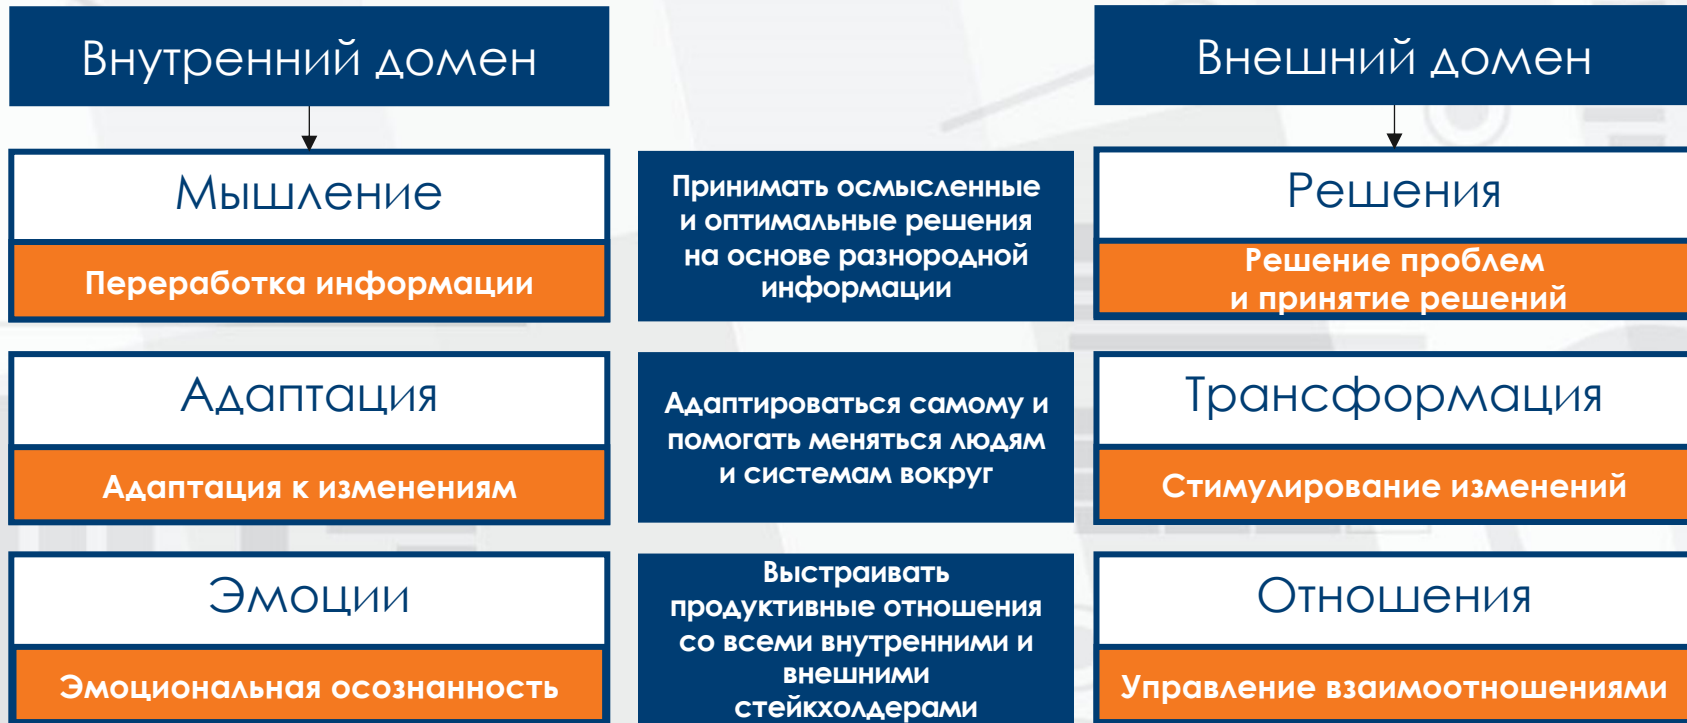 Внутренний домен
Внешний домен
Мышление
Переработка информации
Принимать осмысленные
и оптимальные решения
на основе разнородной
информации
Решения
Решение проблем
и принятие решений
Адаптация
Адаптация к изменениям
Адаптироваться самому и
помогать меняться людям
и системам вокруг
Трансформация
Стимулирование изменений
Эмоции
Эмоциональная осознанность
Выстраивать
продуктивные отношения
со всеми внутренними и
внешними
стейкхолдерами
Отношения
Управление взаимоотношениями